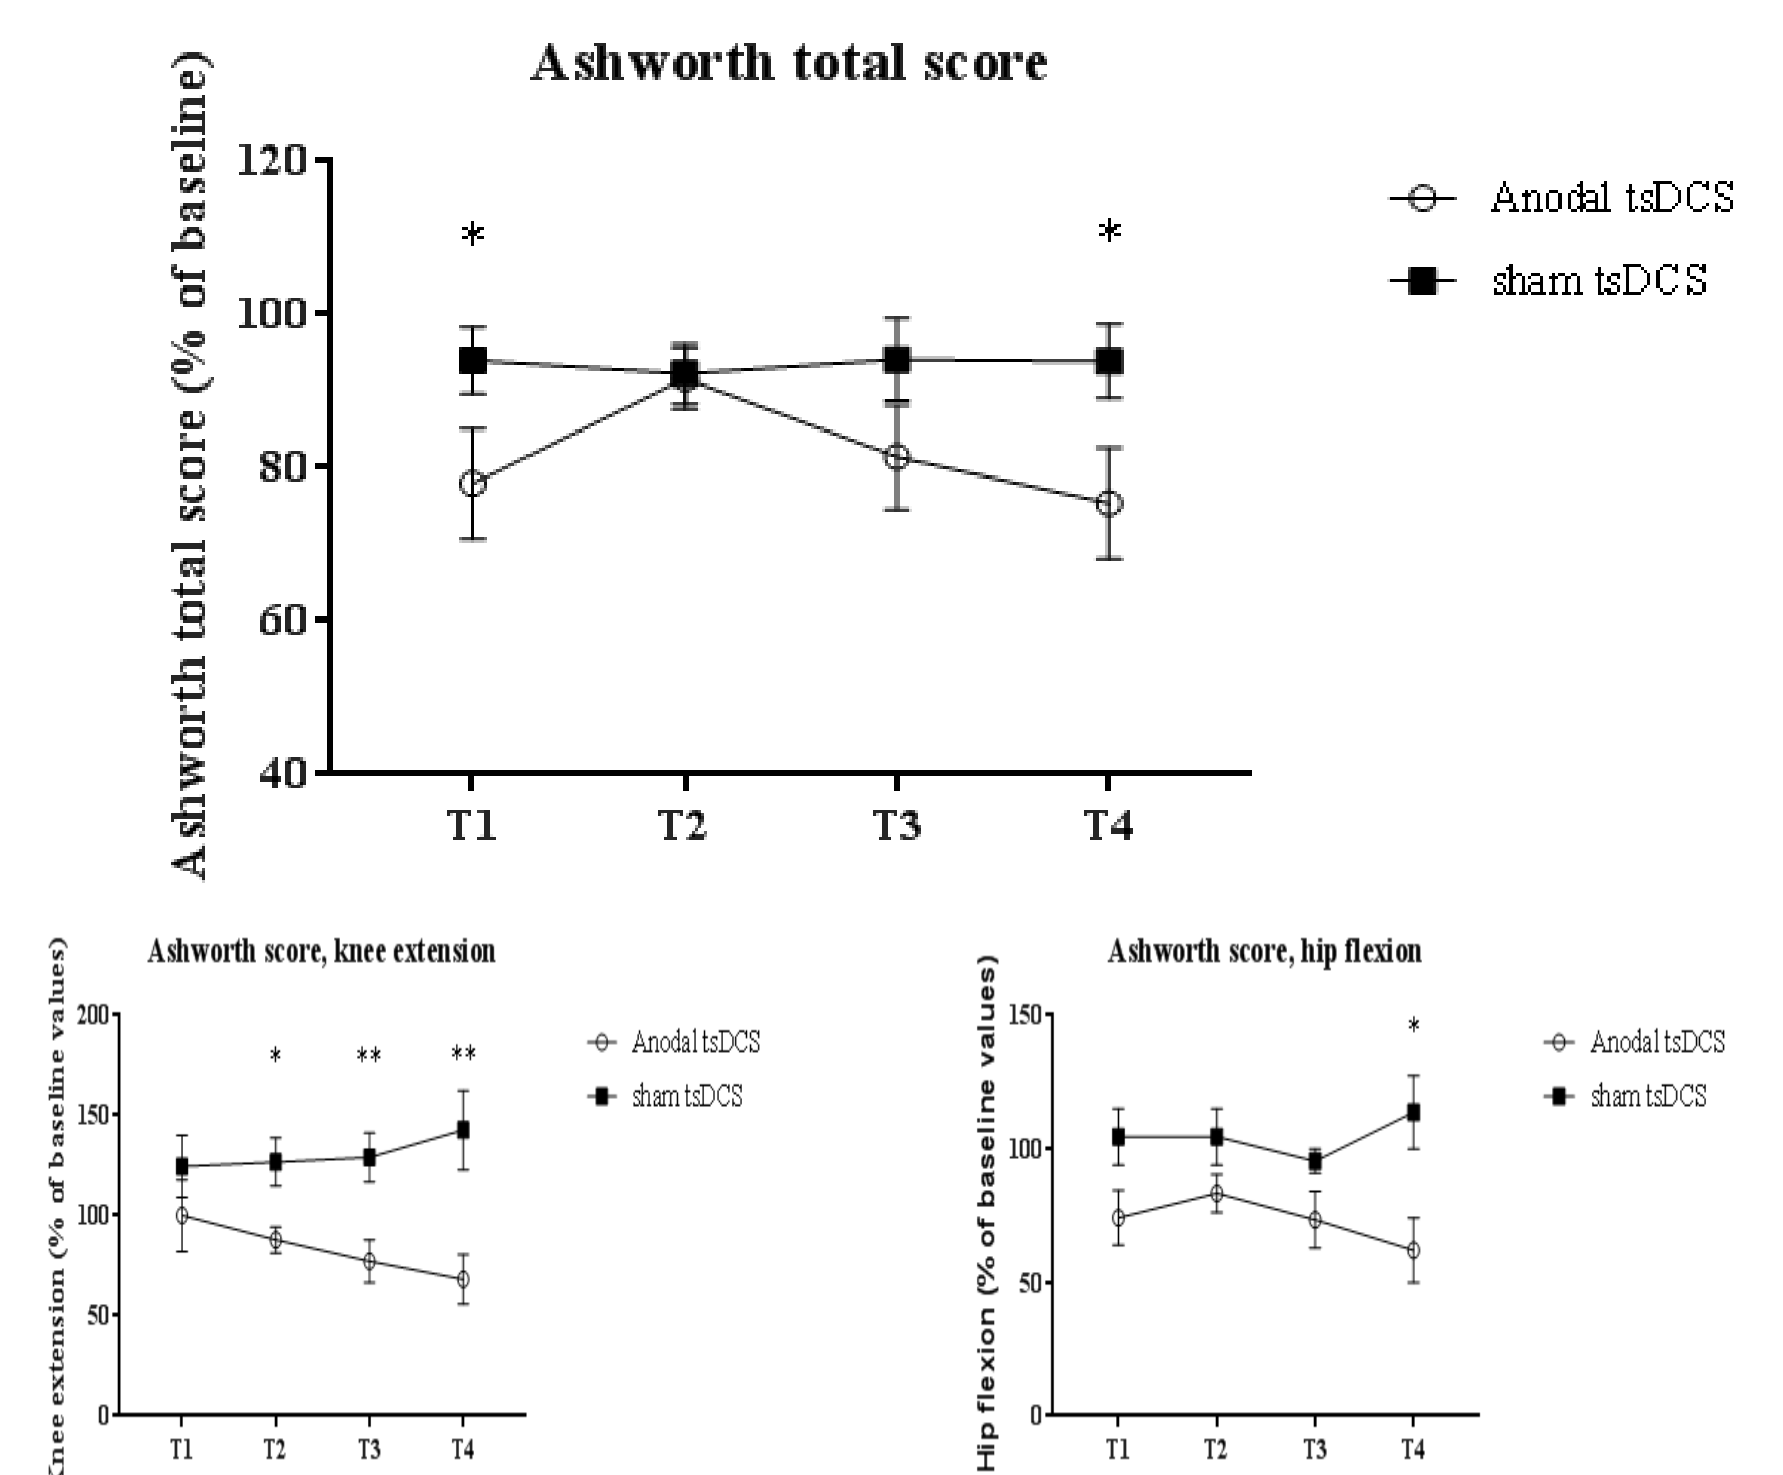 Ashworth total score
Ashworth total score (% of baseline)
120
100
80
60
40
*
*
T1 T2 T3 T4
Anodal tsDCS
sham tsDCS
Ashworth score, knee extension
Knee extension (% of baseline values)
200
150
100
50
0
* ** **
T1 T2 T3 T4
Anodal tsDCS
sham tsDCS
Ashworth score, hip flexion
Hip flexion (% of baseline values)
150
100
50
0
*
T1 T2 T3 T4
Anodal tsDCS
sham tsDCS